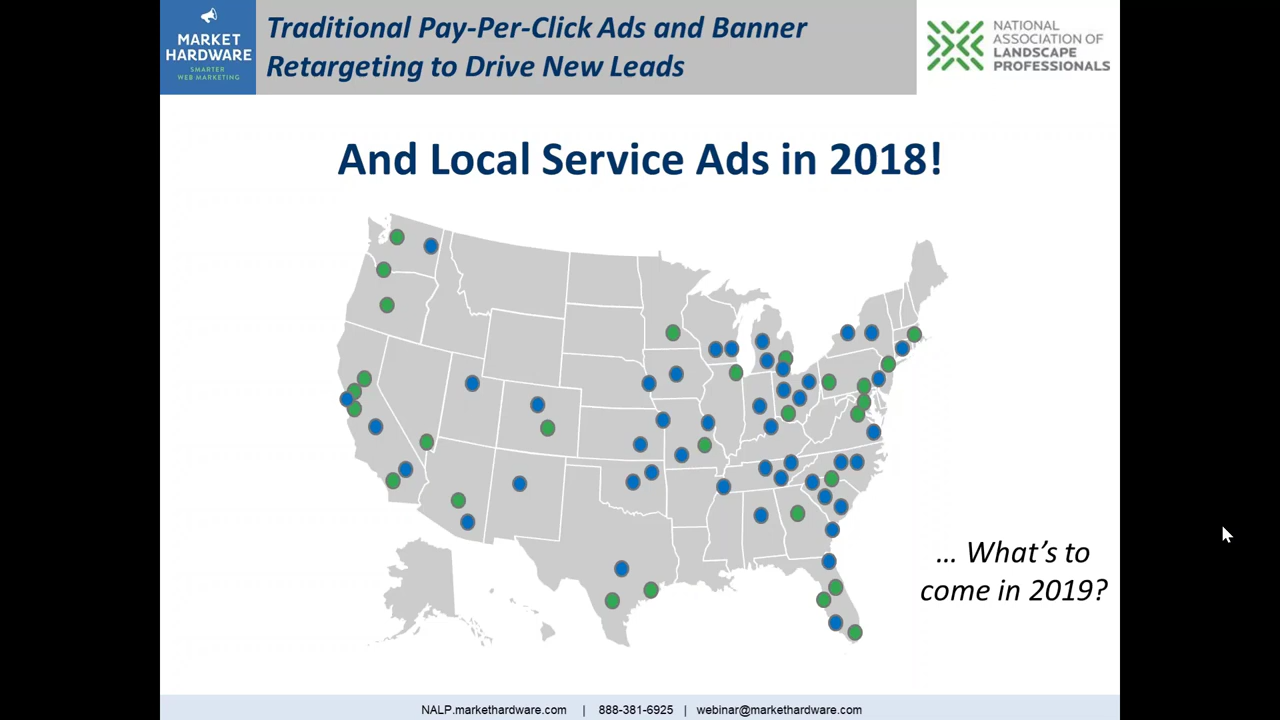 MARKET
HARDWARE
SMARTER
WEB MARKETING
Traditional Pay-Per-Click Ads and Banner
Retargeting to Drive New Leads
NATIONAL
ASSOCIATION OF
LANDSCAPE
PROFESSIONALS
And Local Service Ads in 2018!
... What's to
come in 2019?
NALP.markethardware.com | 888-381-6925 | webinar@markethardware.com